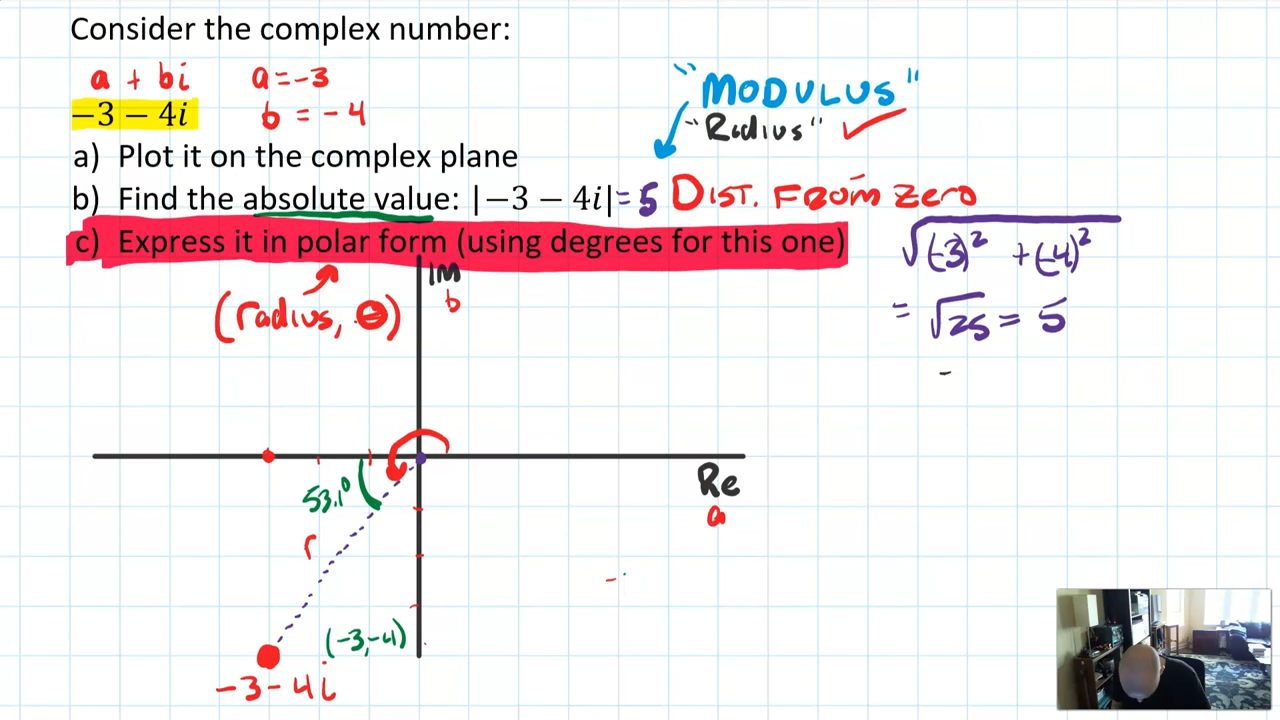 Consider the complex number:
a + bi a = -3
−3 − 4i b = -4
"MODULUS"
"Radius"
a) Plot it on the complex plane
b) Find the absolute value: |−3 − 4i| = 5 DIST. FROM zero
c) Express it in polar form (using degrees for this one)
√(-3)² + (-4)²
= √25 = 5
-
(radius, θ)
IM
b
53.1°
Re
a
r
(-3,-4)
-3-4i